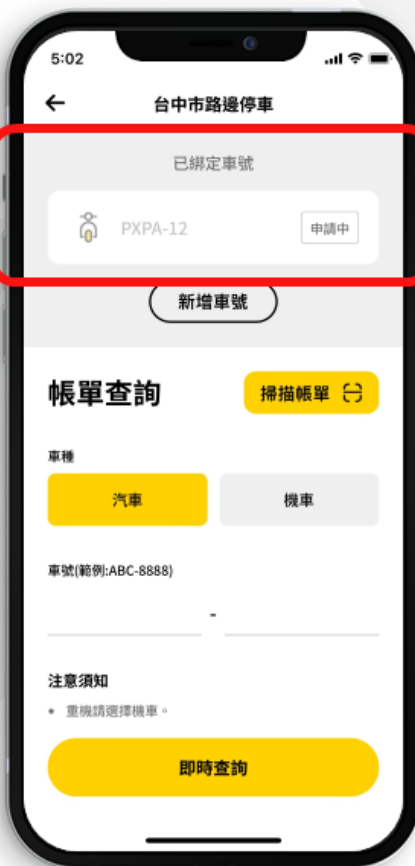 5:02
台中市路邊停車
已綁定車號
PXPA-12
申請中
新增車號
帳單查詢
掃描帳單
車種
汽車
機車
車號(範例:ABC-8888)
-
注意須知
• 重機請選擇機車。
即時查詢